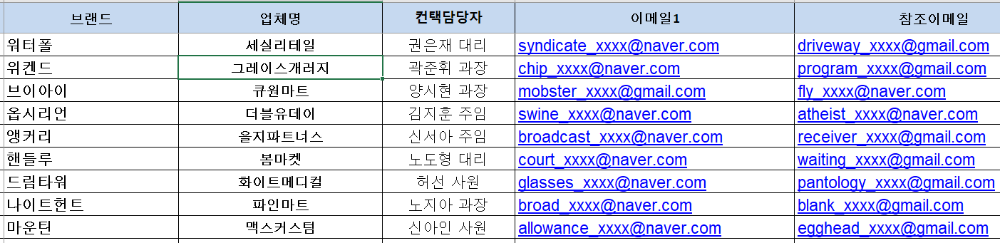 브랜드 업체명 컨택담당자 이메일1 참조이메일
워터폴 세실리테일 권은재 대리 syndicate_xxxx@naver.com driveway_xxxx@gmail.com
위켄드 그레이스개러지 곽준휘 과장 chip_xxxx@naver.com program_xxxx@gmail.com
브이아이 큐원마트 양시현 과장 mobster_xxxx@gmail.com fly_xxxx@naver.com
옵시리언 더블유데이 김지훈 주임 swine_xxxx@naver.com atheist_xxxx@naver.com
앵커리 을지파트너스 신서아 주임 broadcast_xxxx@naver.com receiver_xxxx@gmail.com
핸들루 봄마켓 노도형 대리 court_xxxx@naver.com waiting_xxxx@gmail.com
드림타워 화이트메디컬 허선 사원 glasses_xxxx@naver.com pantology_xxxx@gmail.com
나이트헌트 파인마트 노지아 과장 broad_xxxx@naver.com blank_xxxx@gmail.com
마운틴 맥스커스텀 신아인 사원 allowance_xxxx@naver.com egghead_xxxx@gmail.com